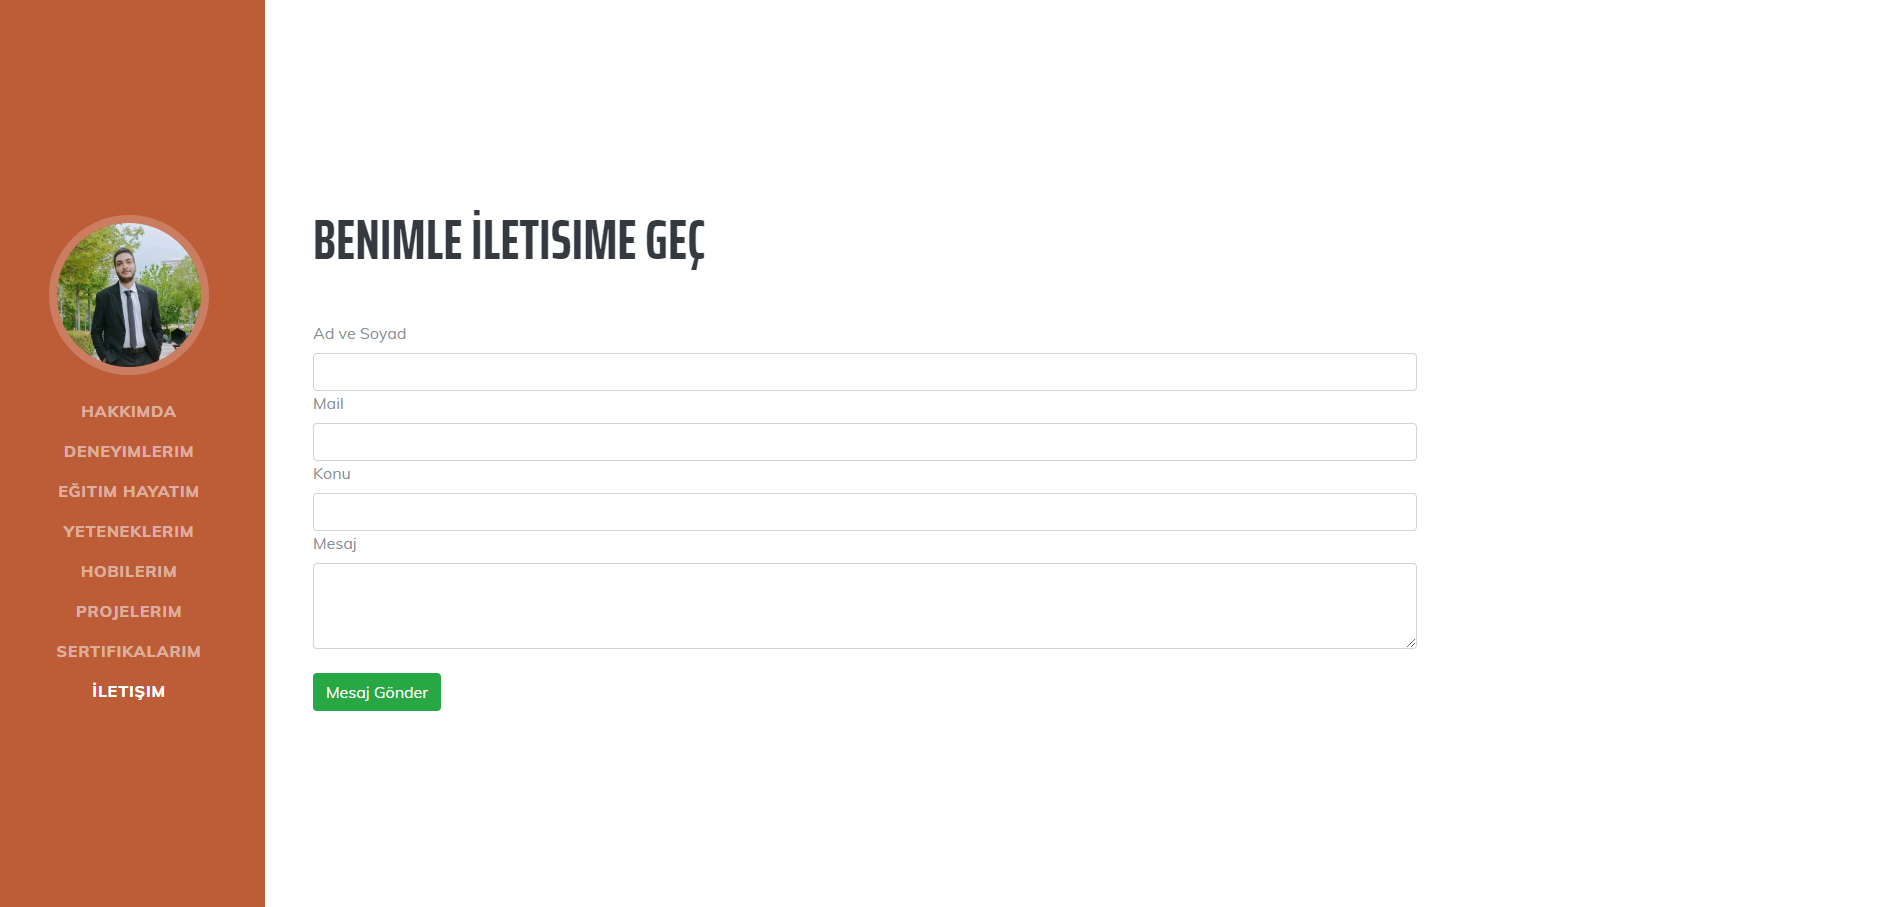 HAKKIMDA
DENEYIMLERIM
EĞITIM HAYATIM
YETENEKLERIM
HOBILERIM
PROJELERIM
SERTIFIKALARIM
İLETIŞIM
BENIMLE İLETISIME GEÇ
Ad ve Soyad
Mail
Konu
Mesaj
Mesaj Gönder